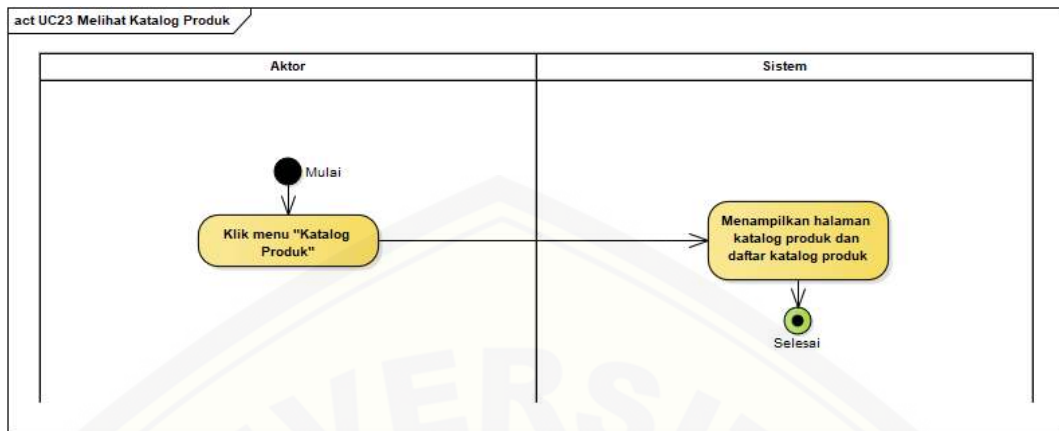 act UC23 Melihat Katalog Produk
Aktor
Sistem
Mulai
Klik menu "Katalog
Produk"
Menampilkan halaman
katalog produk dan
daftar katalog produk
Selesai
VERSI